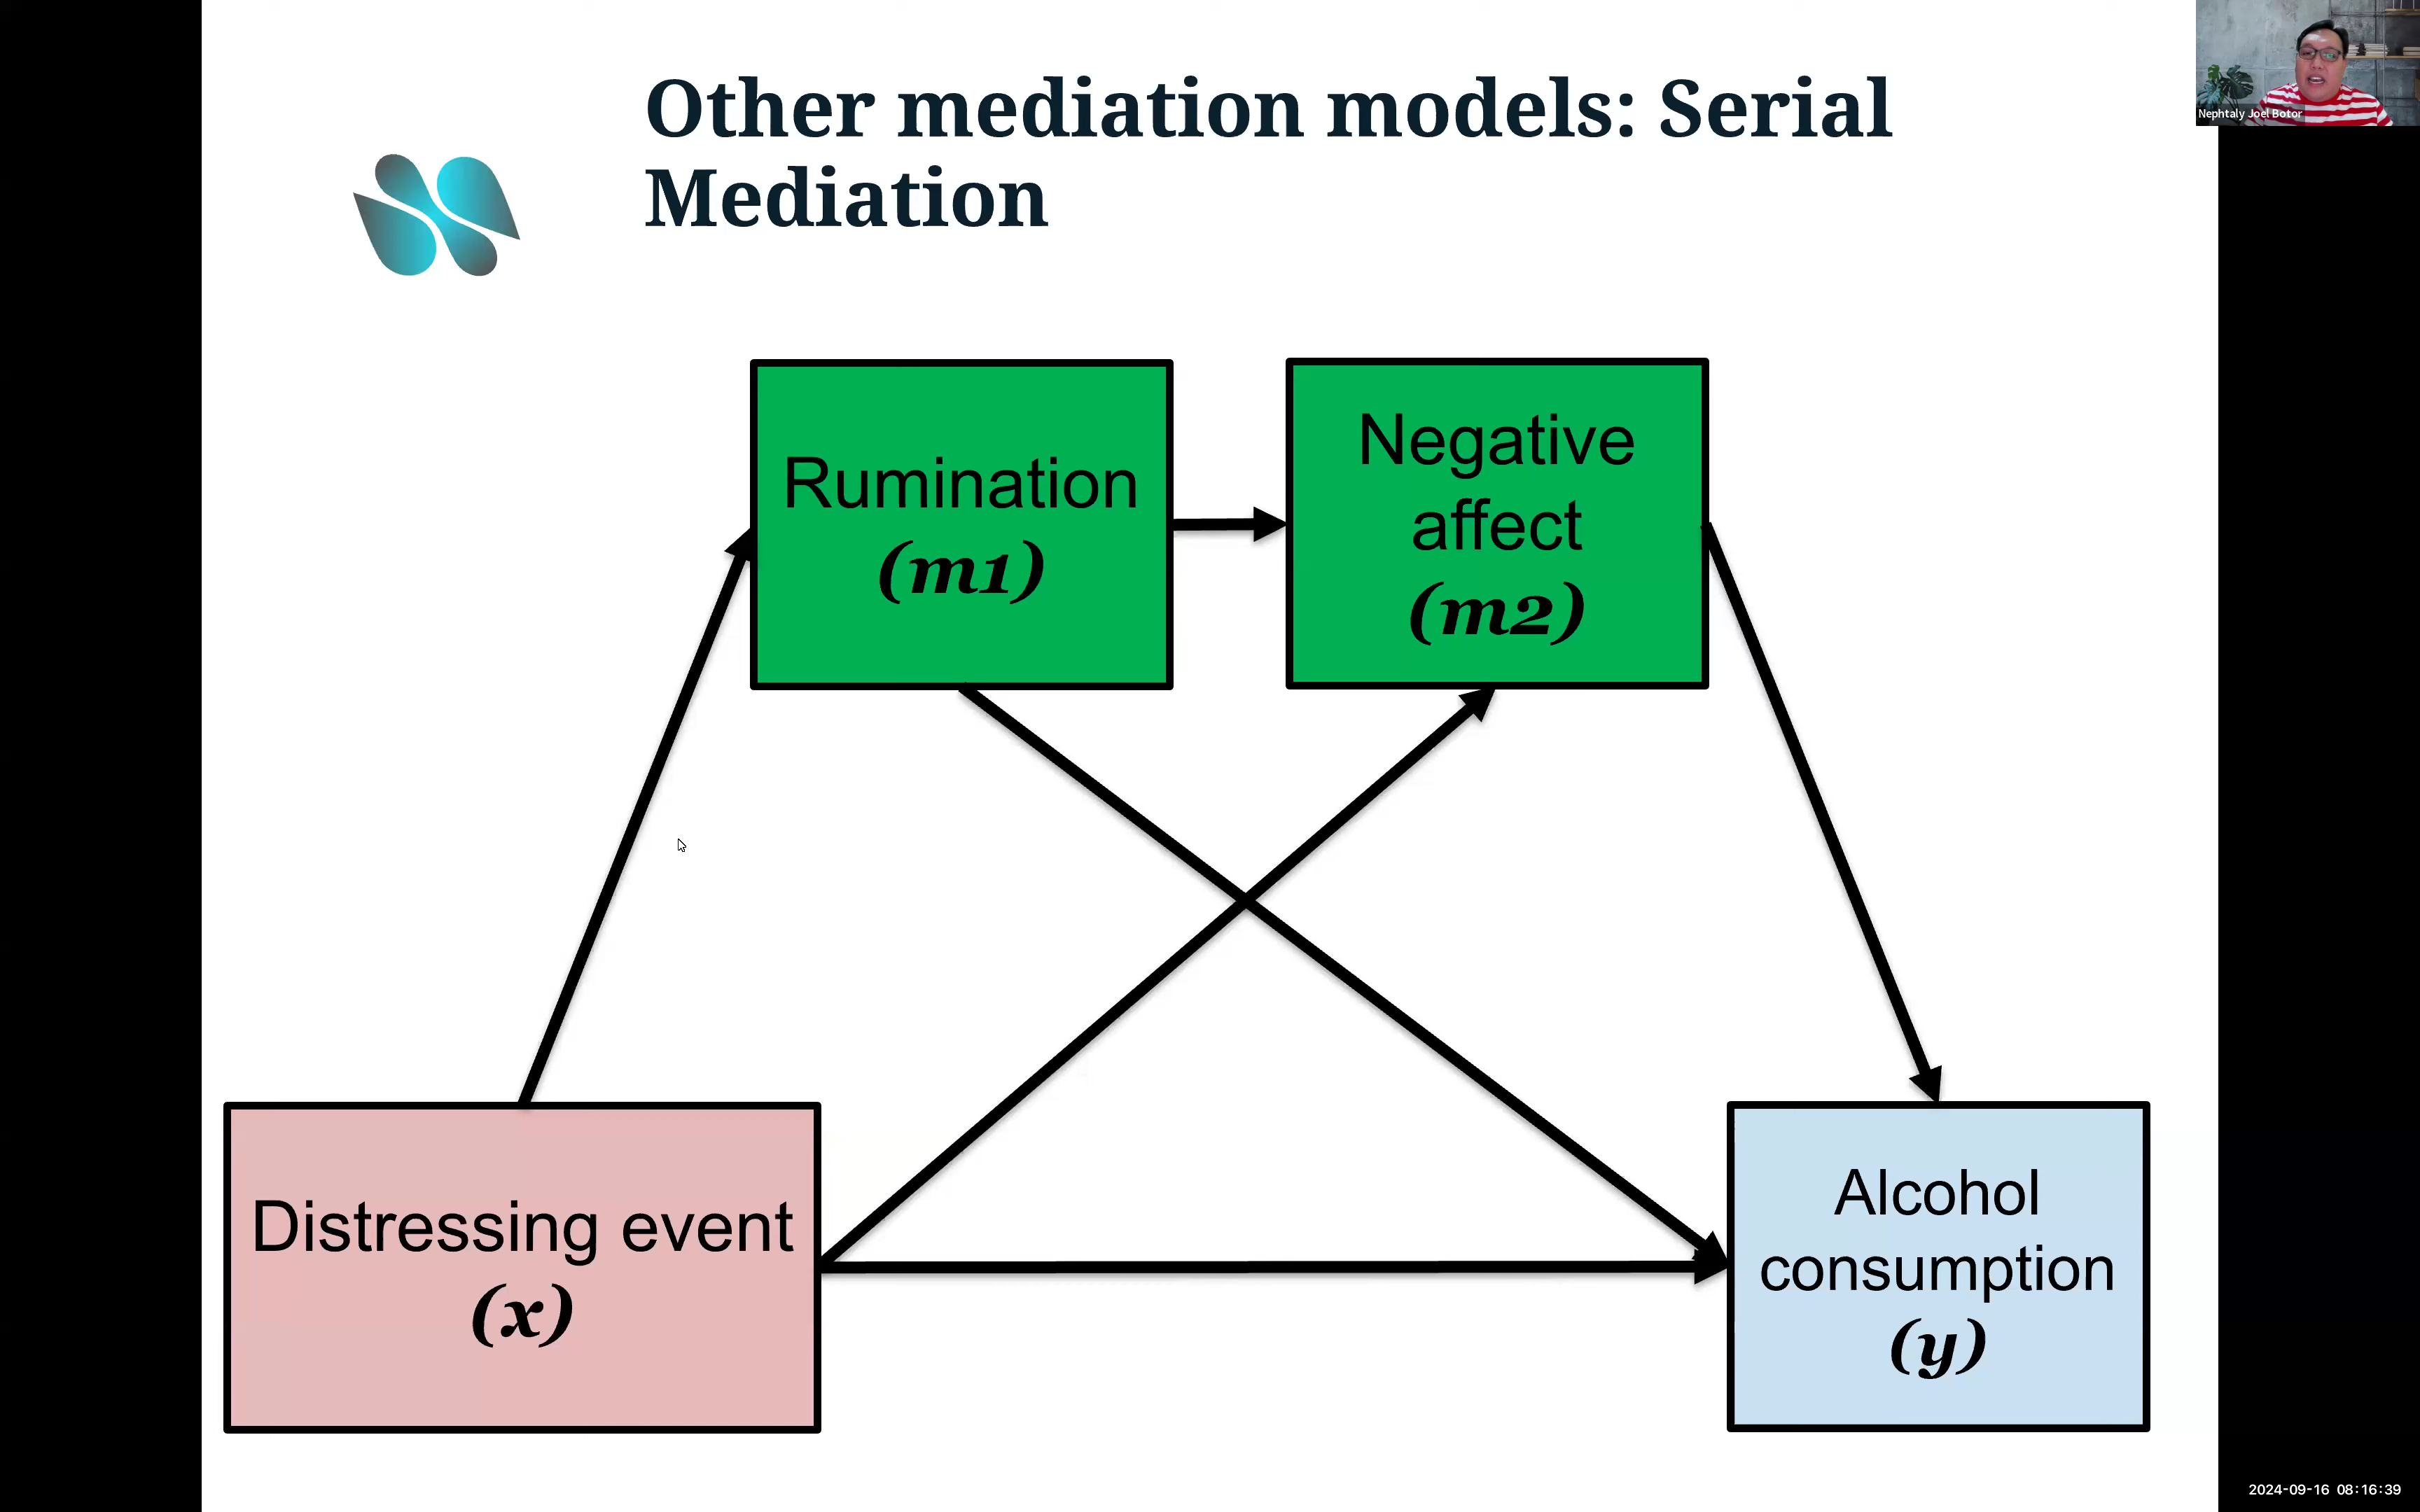 Other mediation models: Serial
Mediation
Nephtaly Joel Botor
Rumination
(m1)
Negative
affect
(m2)
Distressing event
(x)
Alcohol
consumption
(y)
2024-09-16 08:16:39